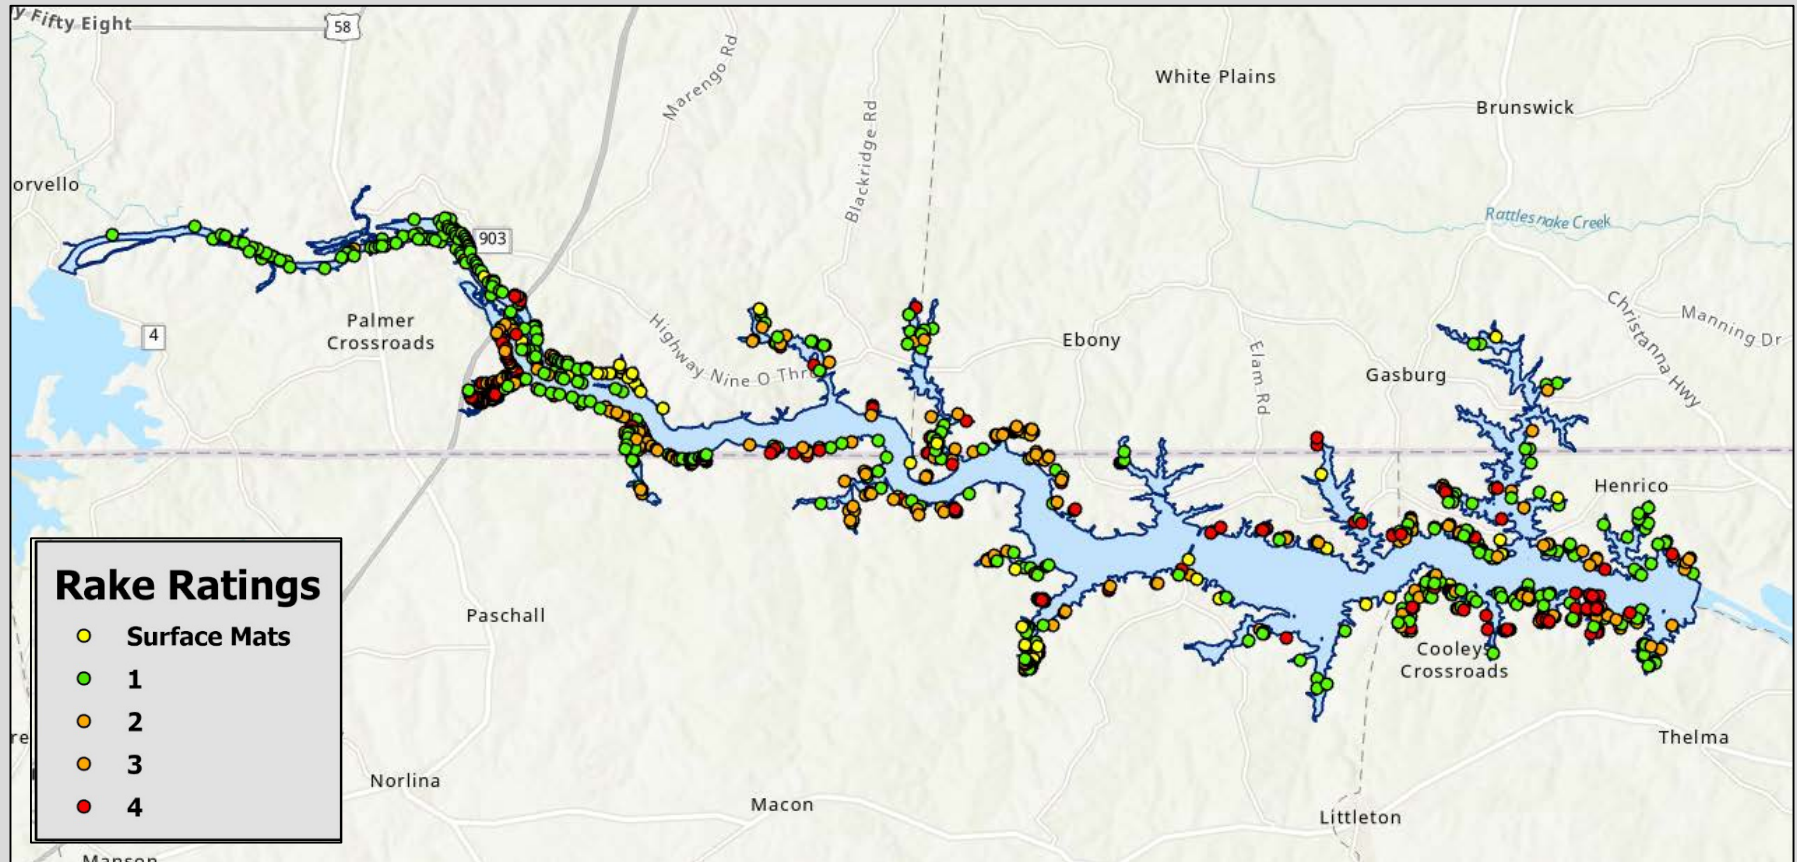 y Fifty Eight
58
Marengo Rd
White Plains
Brunswick
Blackridge Rd
orvello
Rattlesnake Creek
903
4
Palmer
Crossroads
Highway Nine O Thre
Ebony
Elam Rd
Gasburg
Christanna Hwy
Manning Dr
Henrico
Rake Ratings
Surface Mats
1
2
3
4
Paschall
Cooleys
Crossroads
re
Thelma
Norlina
Macon
Littleton
Manson